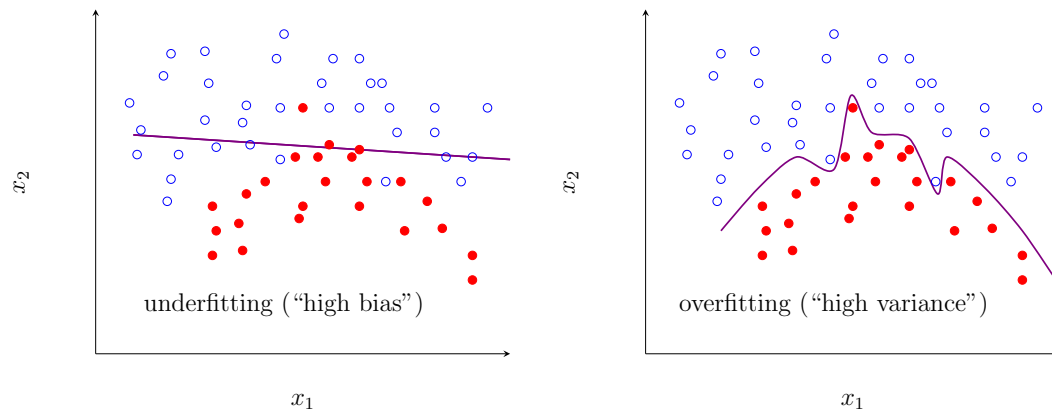 x₂
underfitting (“high bias”)
x₁
x₂
overfitting (“high variance”)
x₁